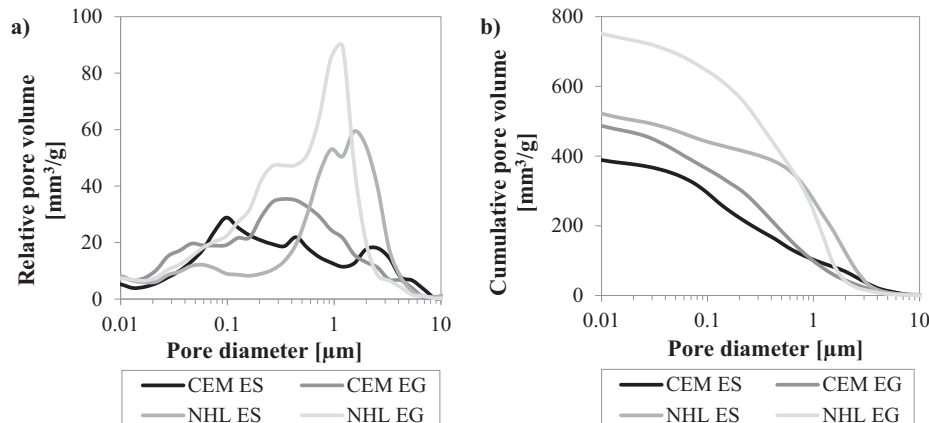 a)
Relative pore volume
[mm³/g]
100
80
60
40
20
0
0.01 0.1 1 10
Pore diameter [µm]
CEM ES CEM EG
NHL ES NHL EG
b)
Cumulative pore volume
[mm³/g]
800
600
400
200
0
0.01 0.1 1 10
Pore diameter [µm]
CEM ES CEM EG
NHL ES NHL EG